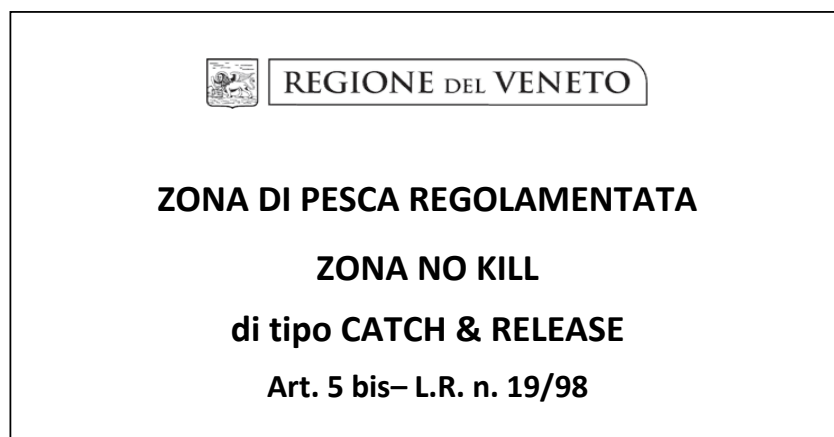 REGIONE DEL VENETO
ZONA DI PESCA REGOLAMENTATA
ZONA NO KILL
di tipo CATCH & RELEASE
Art. 5 bis– L.R. n. 19/98